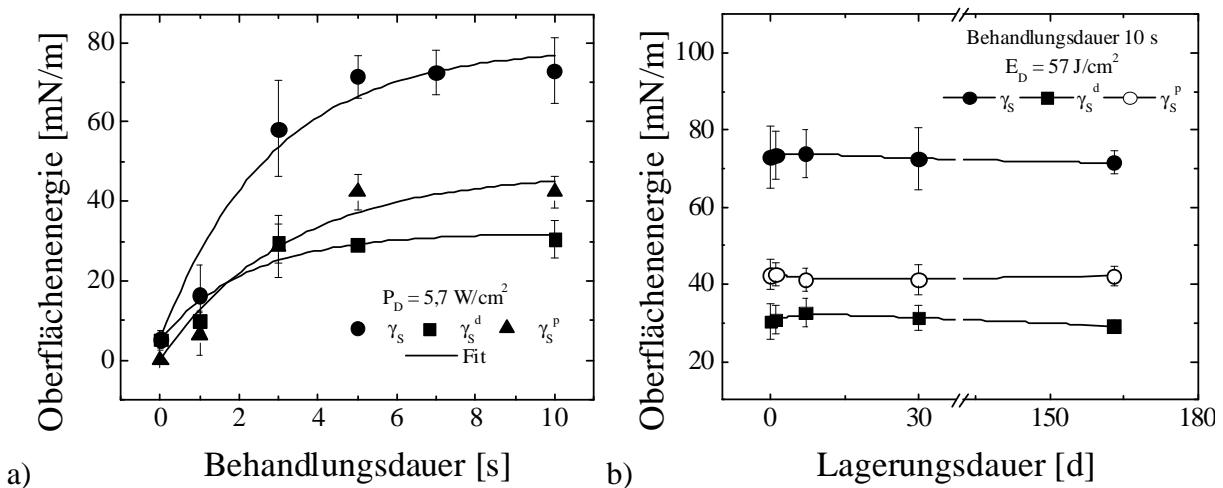 Oberflächenenergie [mN/m]
80
60
40
20
0
P_D = 5,7 W/cm²
γ_S γ_S^d γ_S^p
Fit
0 2 4 6 8 10
Behandlungsdauer [s]
a)
Oberflächenenergie [mN/m]
100
80
60
40
20
Behandlungsdauer 10 s
E_D = 57 J/cm²
γ_S γ_S^d γ_S^p
0 30 150 180
Lagerungsdauer [d]
b)